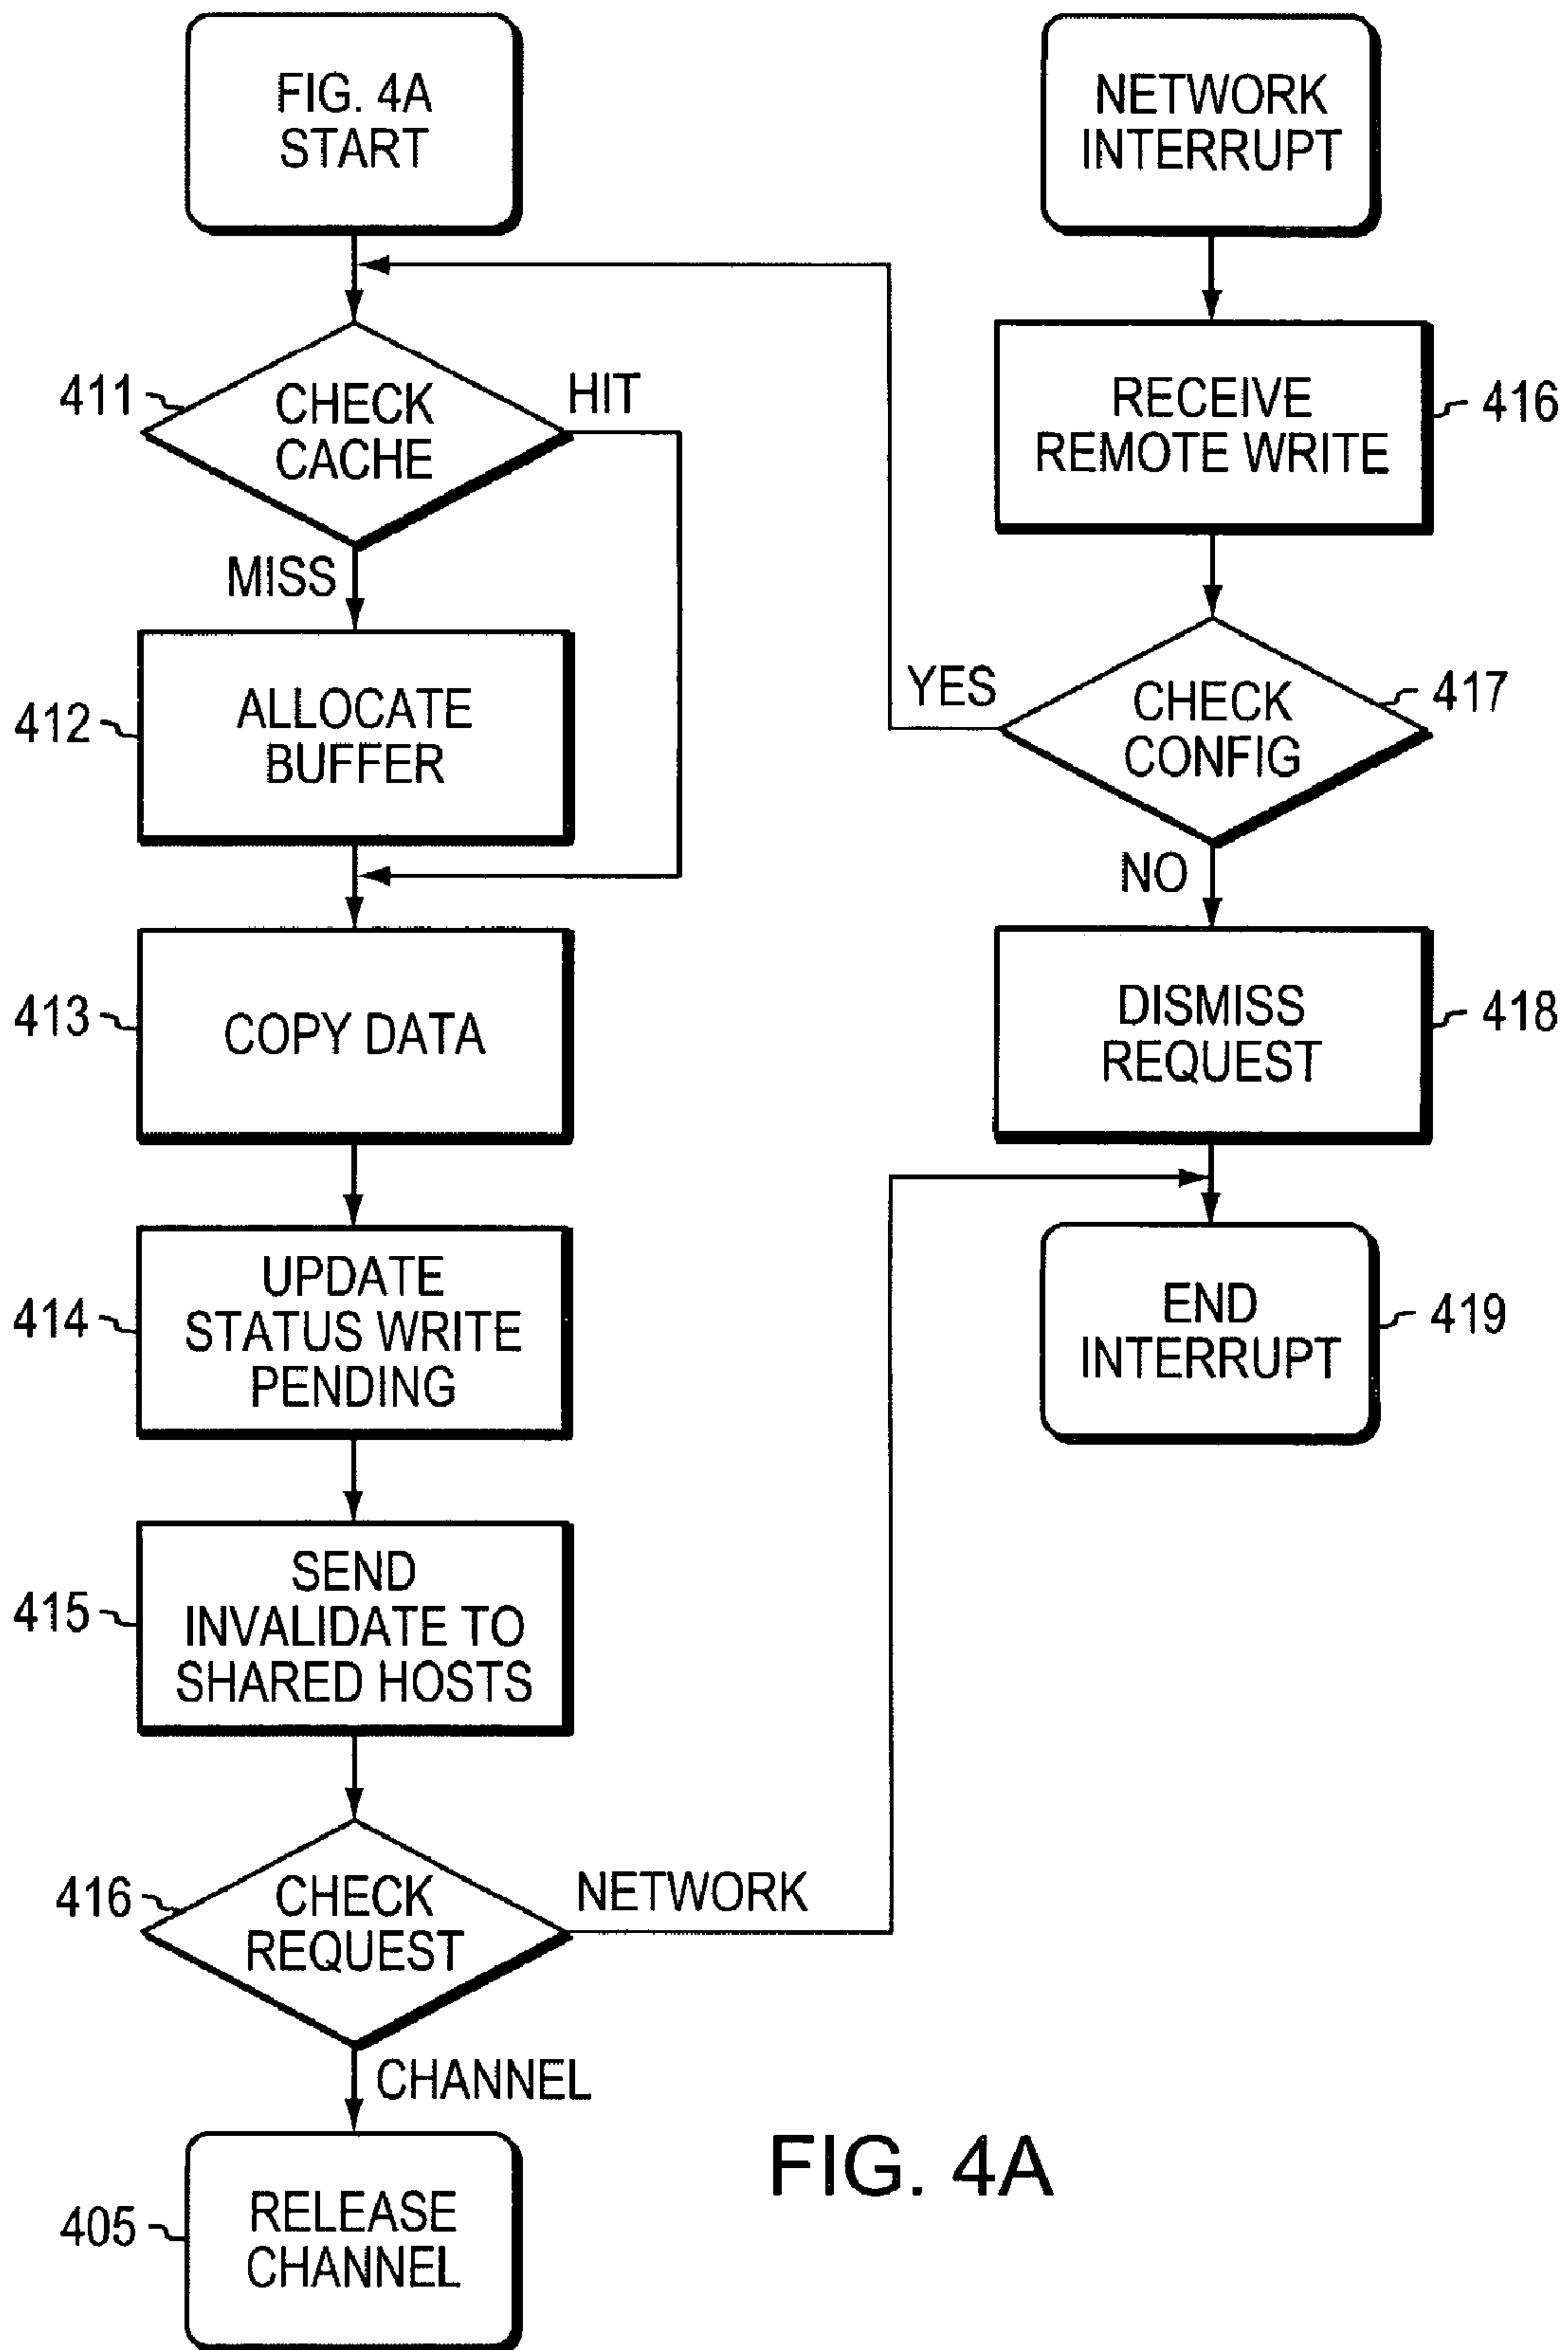 FIG. 4A
START
411
CHECK
CACHE
HIT
MISS
412
ALLOCATE
BUFFER
413
COPY DATA
414
UPDATE
STATUS WRITE
PENDING
415
SEND
INVALIDATE TO
SHARED HOSTS
416
CHECK
REQUEST
NETWORK
CHANNEL
405
RELEASE
CHANNEL
NETWORK
INTERRUPT
RECEIVE
REMOTE WRITE
416
YES
CHECK
CONFIG
417
NO
DISMISS
REQUEST
418
END
INTERRUPT
419
FIG. 4A